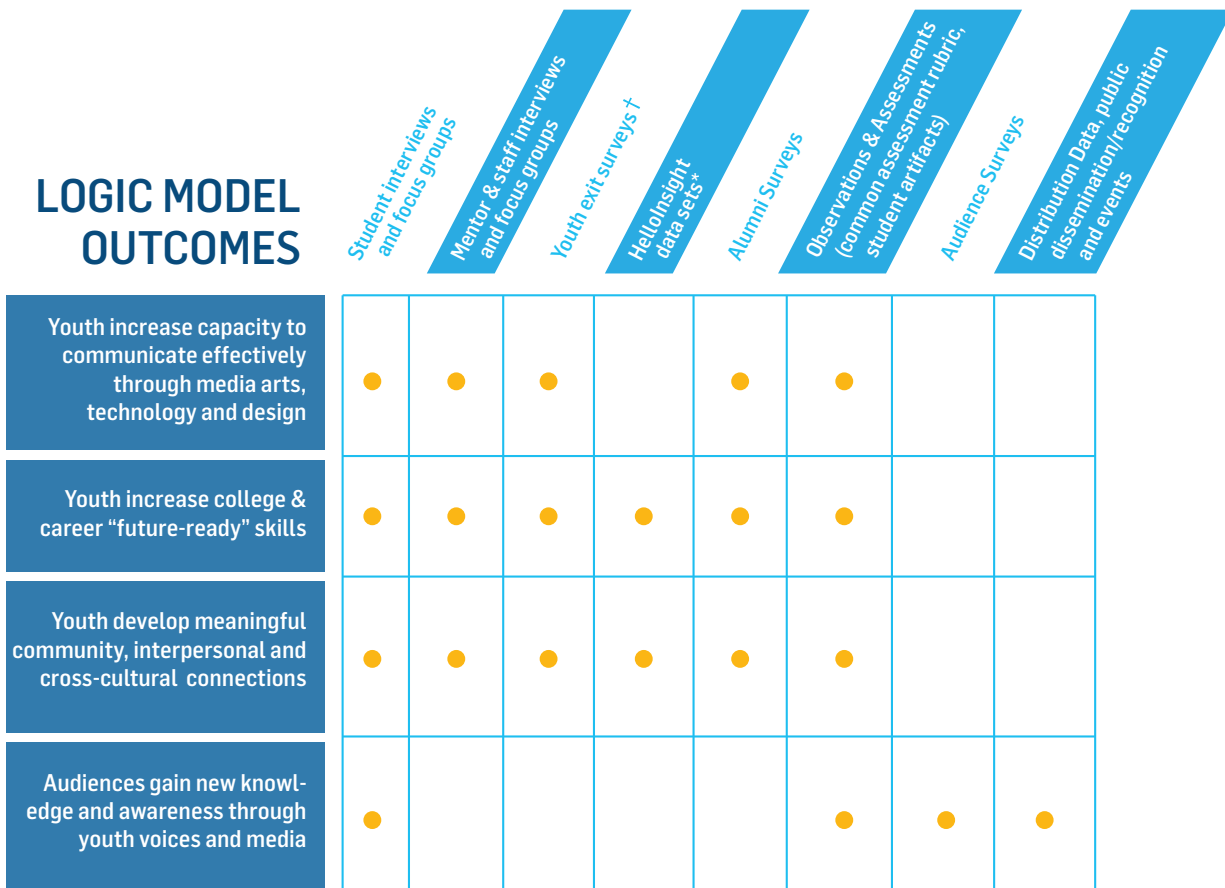 LOGIC MODEL
OUTCOMES
Student interviews
and focus groups
Mentor & staff interviews
and focus groups
Youth exit surveys †
HelloInsight
data sets*
Alumni Surveys
Observations & Assessments
(common assessment rubric,
student artifacts)
Audience Surveys
Distribution Data, public
dissemination/recognition
and events
Youth increase capacity to
communicate effectively
through media arts,
technology and design
Youth increase college &
career “future-ready” skills
Youth develop meaningful
community, interpersonal and
cross-cultural connections
Audiences gain new knowl-
edge and awareness through
youth voices and media